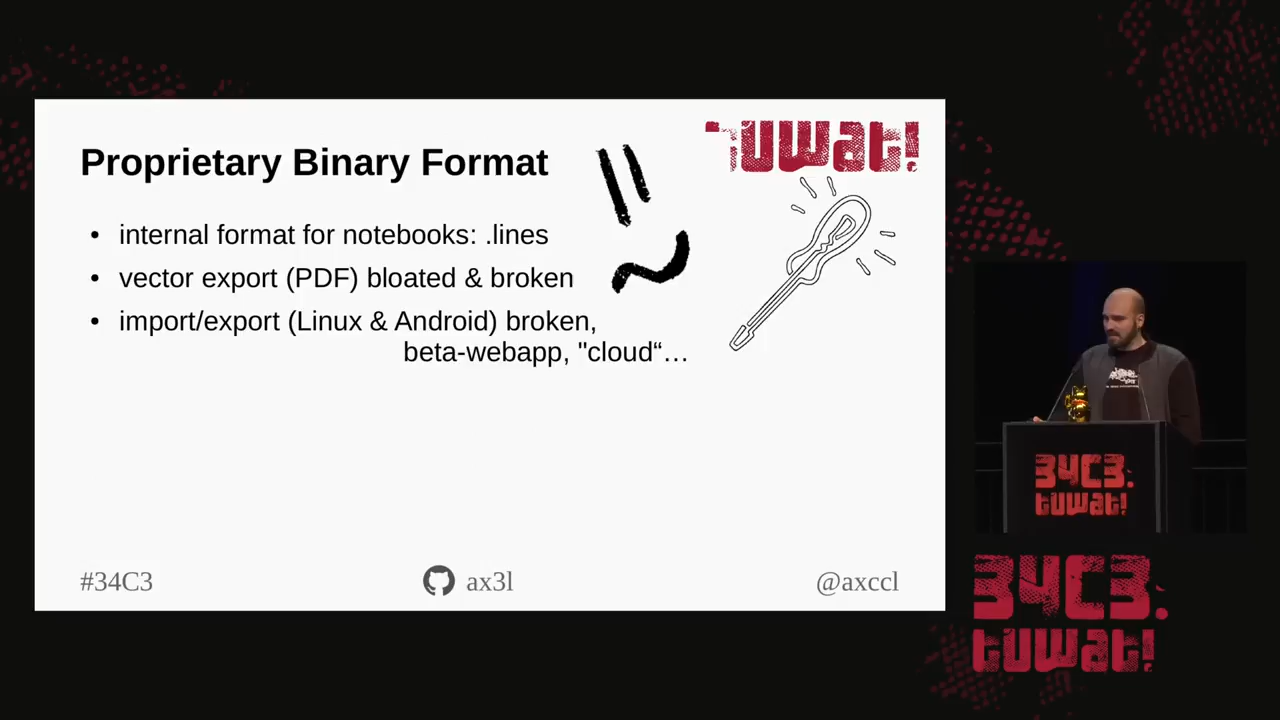 tuwat!
Proprietary Binary Format
• internal format for notebooks: .lines
• vector export (PDF) bloated & broken
• import/export (Linux & Android) broken,
beta-webapp, "cloud“…
#34C3
ax3l
@axccl
34C3.
tuwat!
34C3.
tuwat!